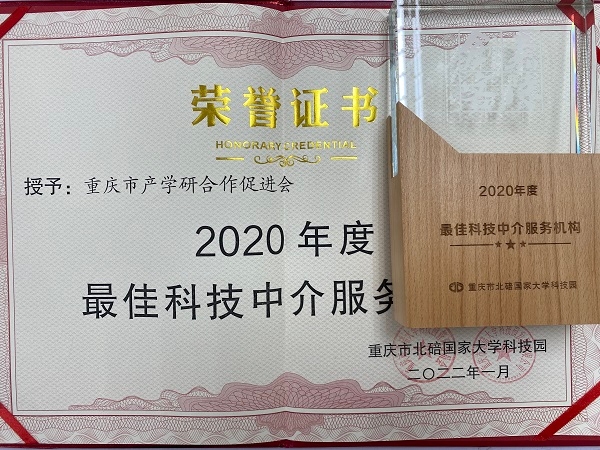 荣誉证书
HONORARY CREDENTIAL
授予：重庆市产学研合作促进会
2020年度
最佳科技中介服务
重庆市北碚国家大学科技园
二〇二二年一月
2020年度
最佳科技中介服务机构
重庆市北碚国家大学科技园